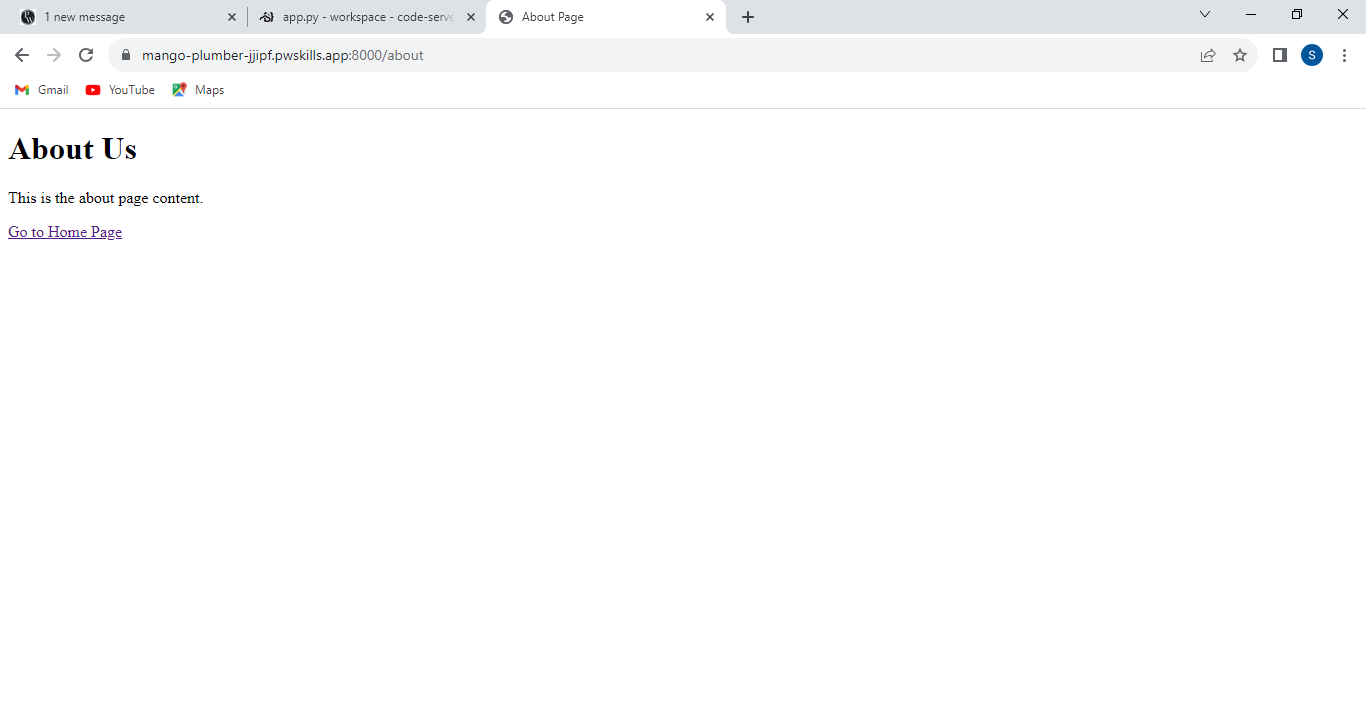 1 new message
app.py - workspace - code-serve
About Page
mango-plumber-jjipf.pwskills.app:8000/about
S
Gmail
YouTube
Maps
About Us
This is the about page content.
Go to Home Page